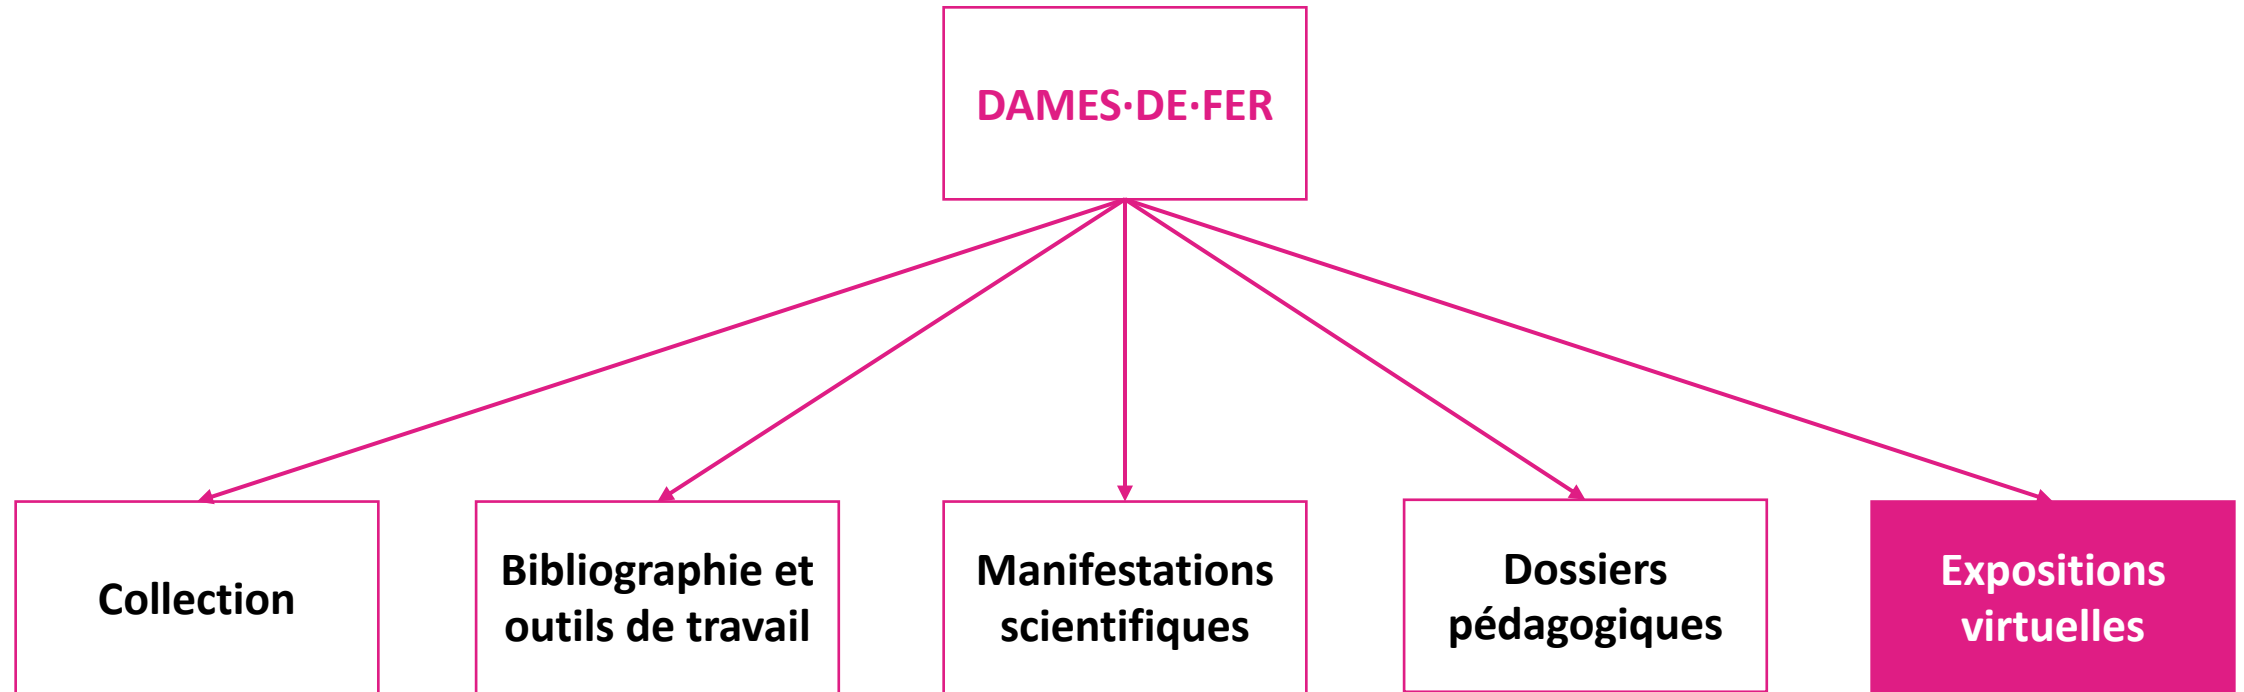 DAMES·DE·FER
Collection
Bibliographie et
outils de travail
Manifestations
scientifiques
Dossiers
pédagogiques
Expositions
virtuelles